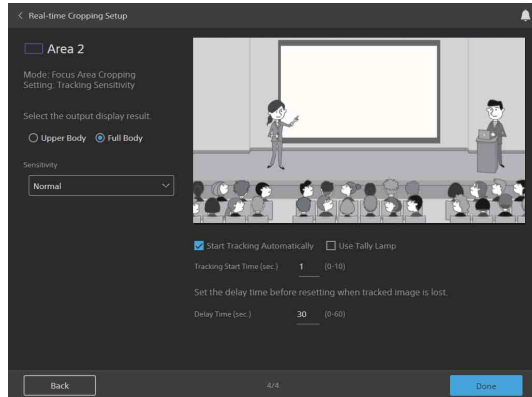 Real-time Cropping Setup
Area 2
Mode: Focus Area Cropping
Setting: Tracking Sensitivity
Select the output display result.
Upper Body Full Body
Sensitivity
Normal
Start Tracking Automatically Use Tally Lamp
Tracking Start Time (sec.) 1 (0-10)
Set the delay time before resetting when tracked image is lost.
Delay Time (sec.) 30 (0-60)
Back 4/4 Done